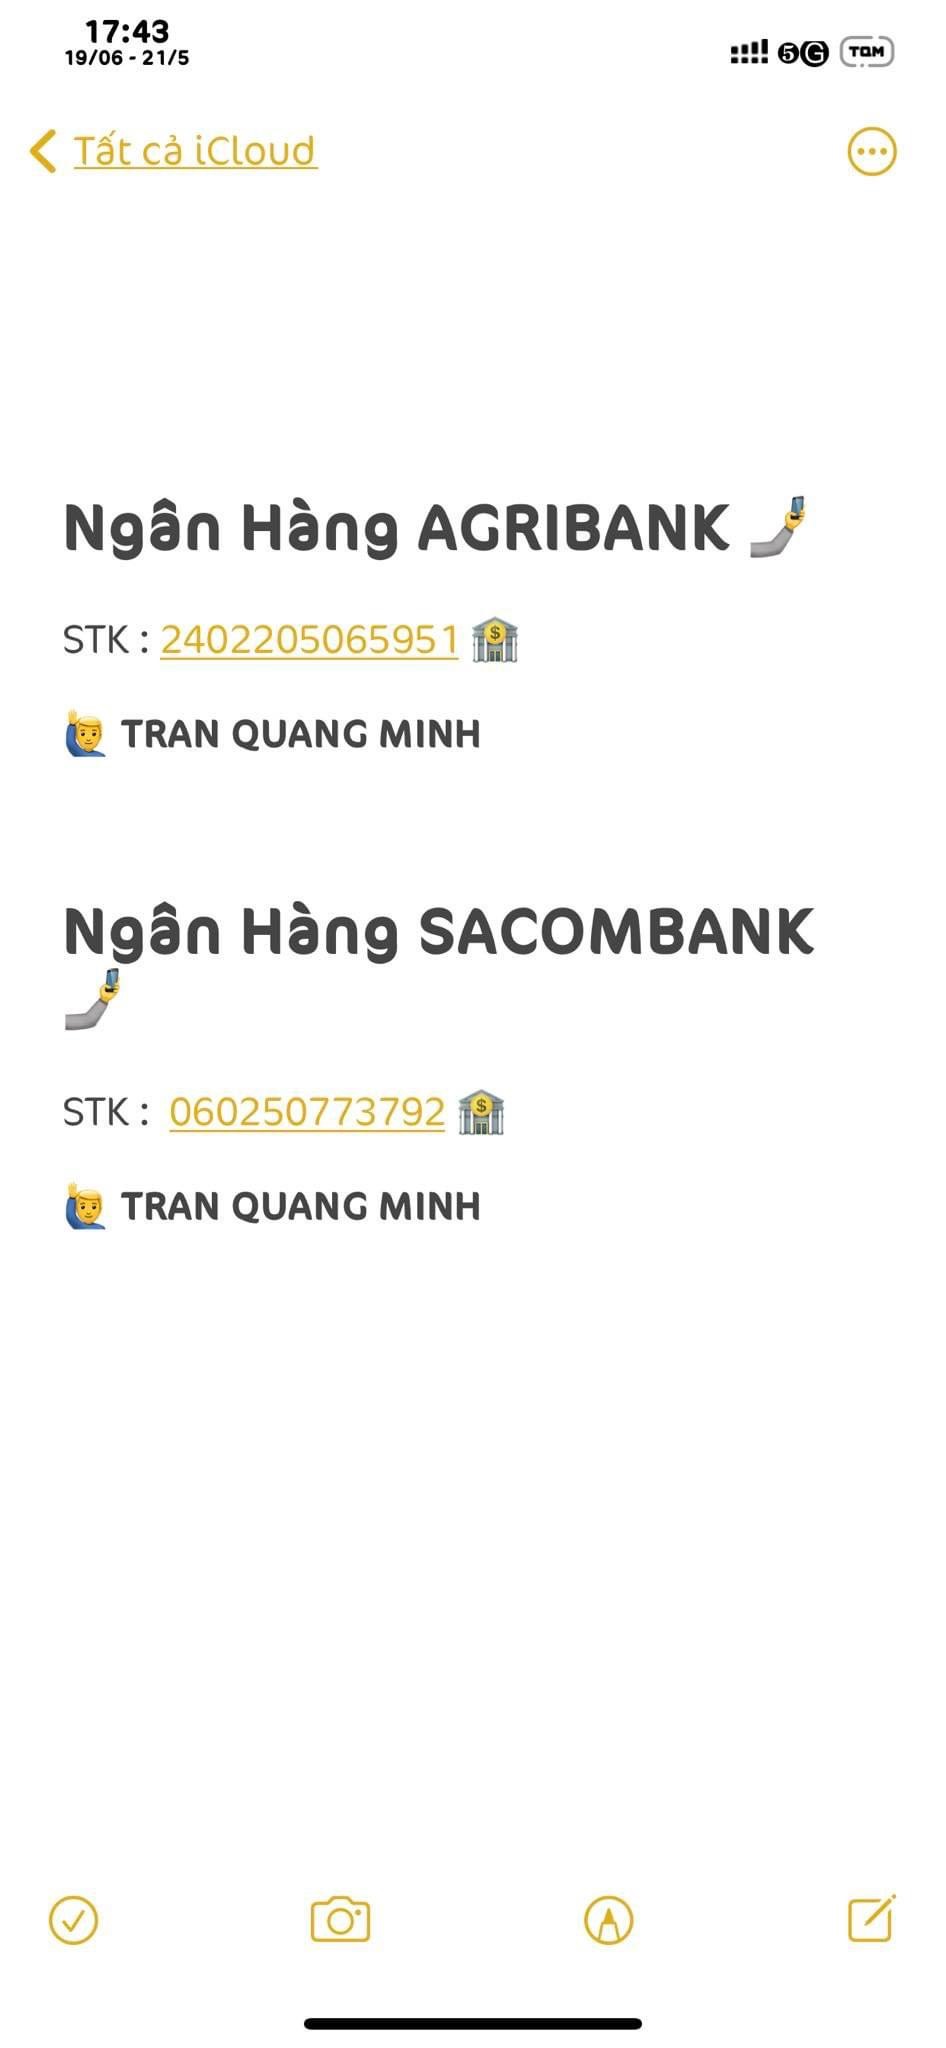 17:43
19/06 - 21/5
5G
TQM
Tất cả iCloud
Ngân Hàng AGRIBANK
STK : 2402205065951
TRAN QUANG MINH
Ngân Hàng SACOMBANK
STK : 060250773792
TRAN QUANG MINH